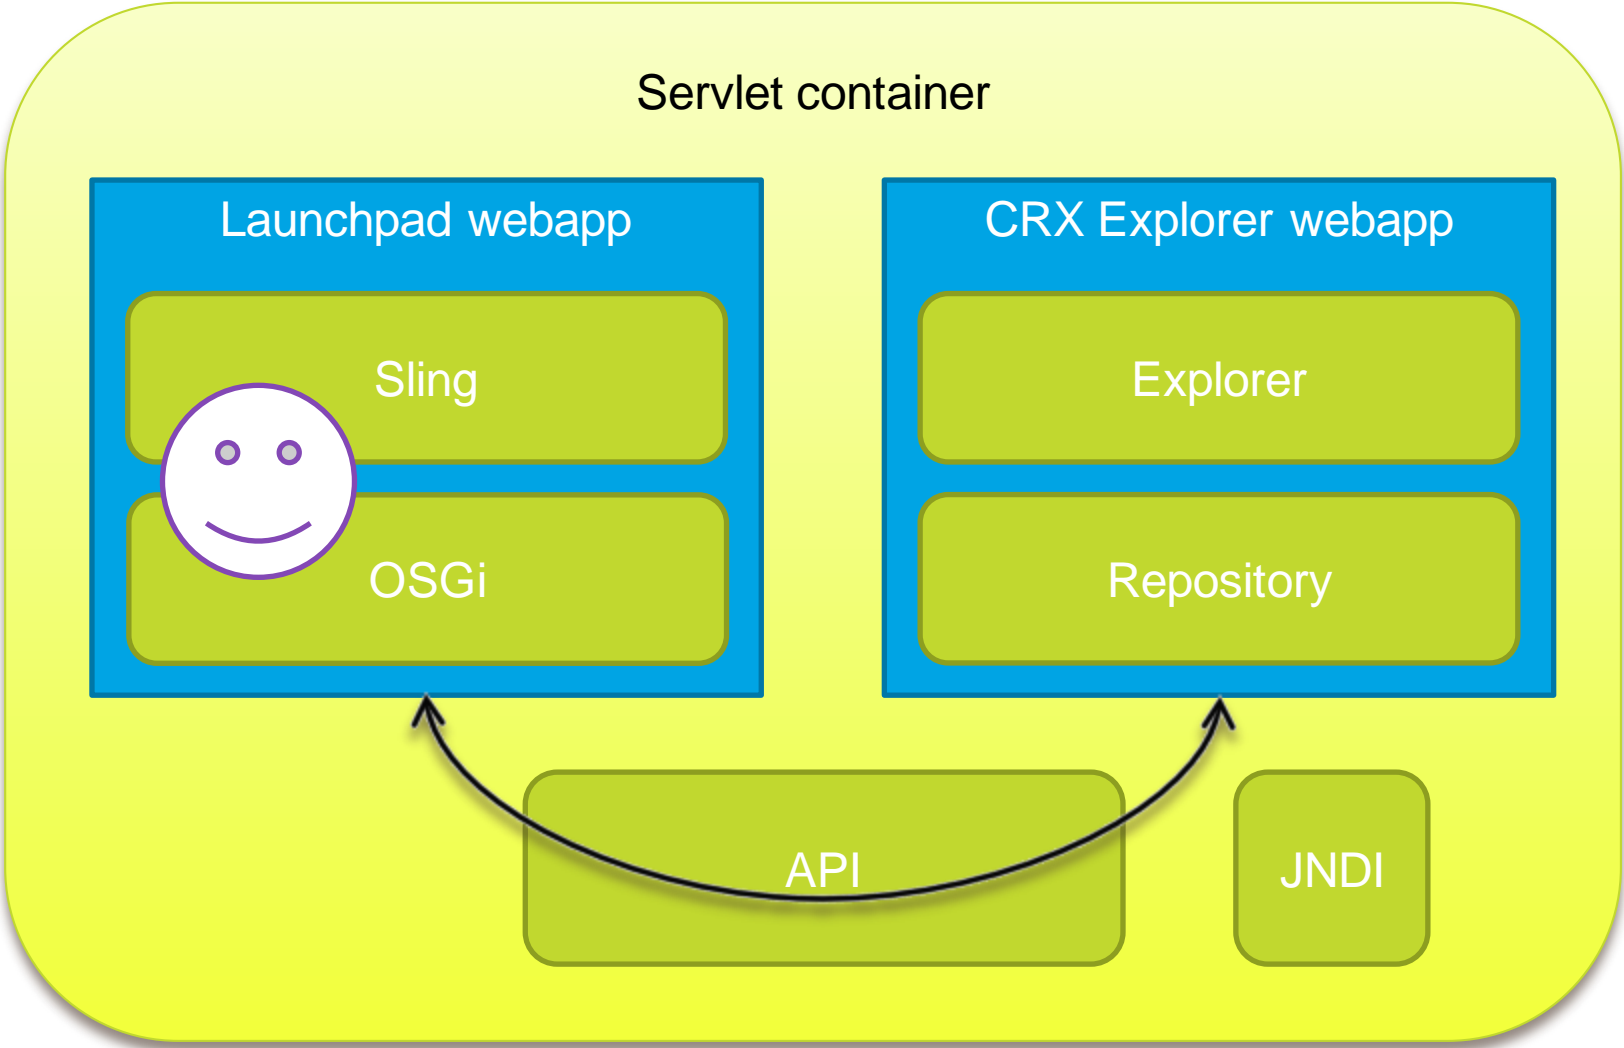 Servlet container
Launchpad webapp
Sling
OSGi
CRX Explorer webapp
Explorer
Repository
API
JNDI